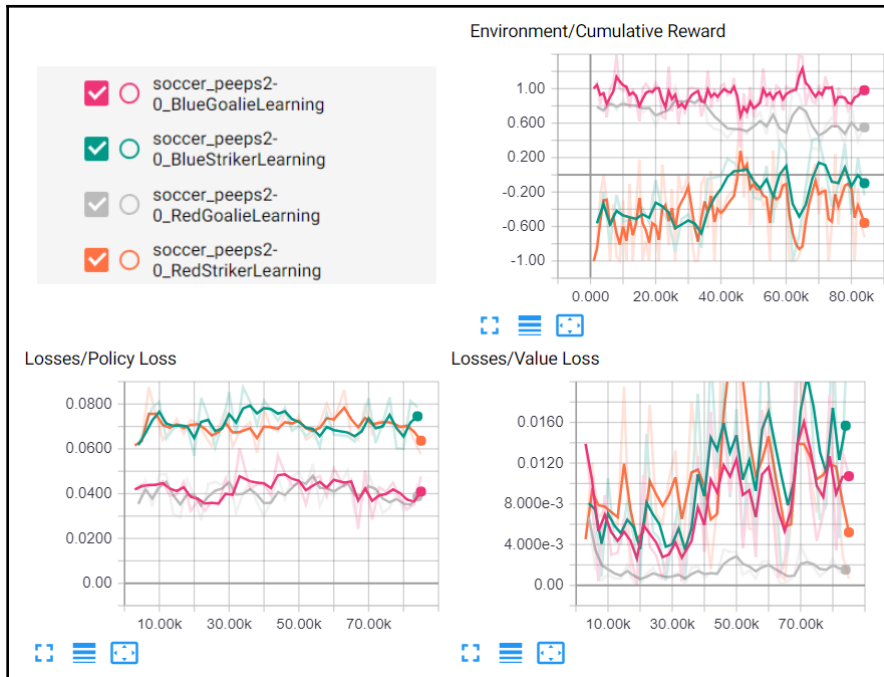 Environment/Cumulative Reward
soccer_peeps2-
0_BlueGoalieLearning
soccer_peeps2-
0_BlueStrikerLearning
soccer_peeps2-
0_RedGoalieLearning
soccer_peeps2-
0_RedStrikerLearning
1.00
0.600
0.200
-0.200
-0.600
-1.00
0.000 20.00k 40.00k 60.00k 80.00k
Losses/Policy Loss
0.0800
0.0600
0.0400
0.0200
0.00
10.00k 30.00k 50.00k 70.00k
Losses/Value Loss
0.0160
0.0120
8.000e-3
4.000e-3
0.00
10.00k 30.00k 50.00k 70.00k